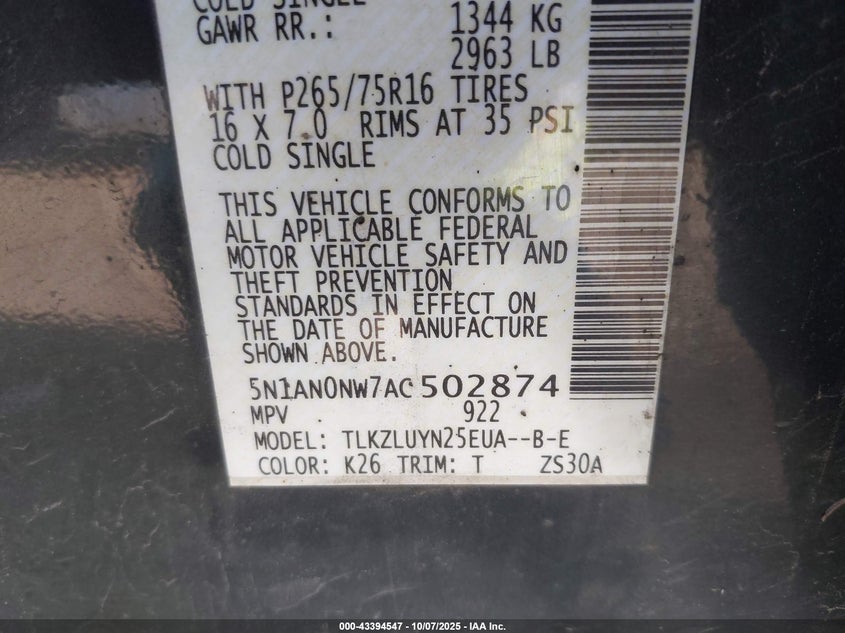 COLD SINGLE
GAWR RR.: 1344 KG
2963 LB
WITH P265/75R16 TIRES
16 X 7.0 RIMS AT 35 PSI
COLD SINGLE
THIS VEHICLE CONFORMS TO
ALL APPLICABLE FEDERAL
MOTOR VEHICLE SAFETY AND
THEFT PREVENTION
STANDARDS IN EFFECT ON
THE DATE OF MANUFACTURE
SHOWN ABOVE.
5N1AN0NW7AC502874
MPV 922
MODEL: TLKZLUYN25EUA--B-E
COLOR: K26 TRIM: T ZS30A
000-43394547 - 10/07/2025 - IAA Inc.